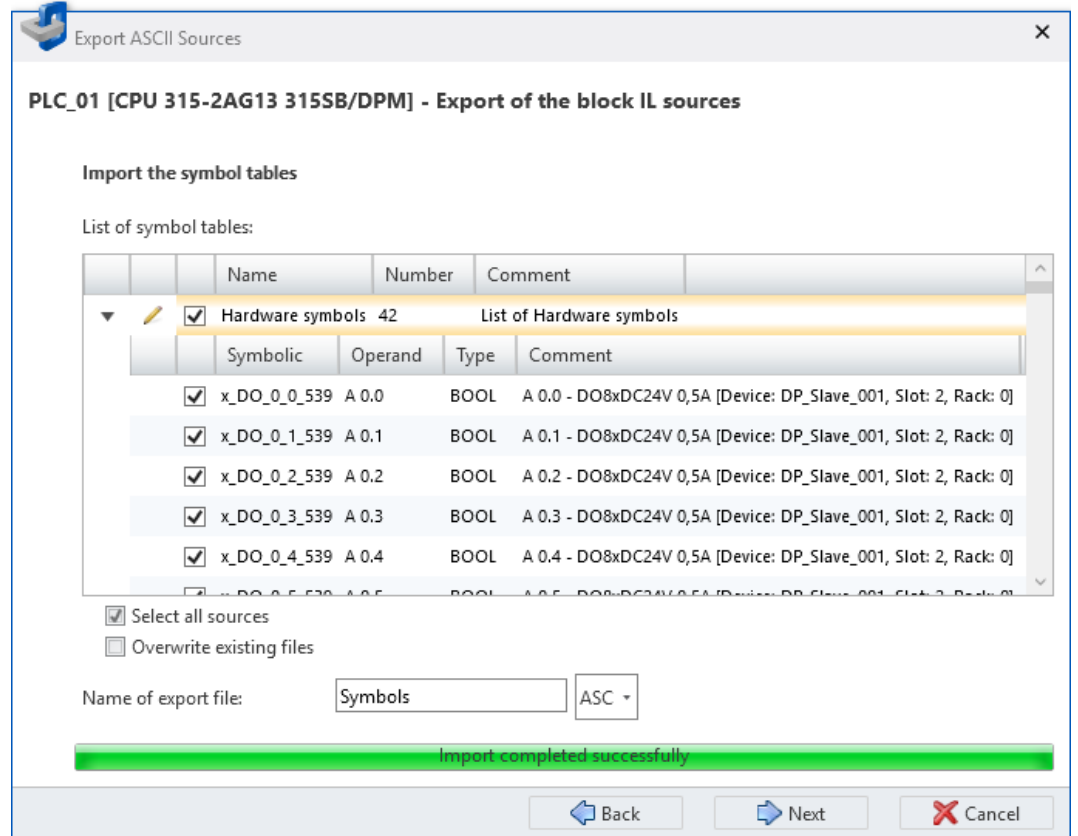 Export ASCII Sources
PLC_01 [CPU 315-2AG13 315SB/DPM] - Export of the block IL sources
Import the symbol tables
List of symbol tables:
Name Number Comment
Hardware symbols 42 List of Hardware symbols
Symbolic Operand Type Comment
x_DO_0_0_539 A 0.0 BOOL A 0.0 - DO8xDC24V 0,5A [Device: DP_Slave_001, Slot: 2, Rack: 0]
x_DO_0_1_539 A 0.1 BOOL A 0.1 - DO8xDC24V 0,5A [Device: DP_Slave_001, Slot: 2, Rack: 0]
x_DO_0_2_539 A 0.2 BOOL A 0.2 - DO8xDC24V 0,5A [Device: DP_Slave_001, Slot: 2, Rack: 0]
x_DO_0_3_539 A 0.3 BOOL A 0.3 - DO8xDC24V 0,5A [Device: DP_Slave_001, Slot: 2, Rack: 0]
x_DO_0_4_539 A 0.4 BOOL A 0.4 - DO8xDC24V 0,5A [Device: DP_Slave_001, Slot: 2, Rack: 0]
Select all sources
Overwrite existing files
Name of export file: Symbols ASC
Import completed successfully
Back Next Cancel